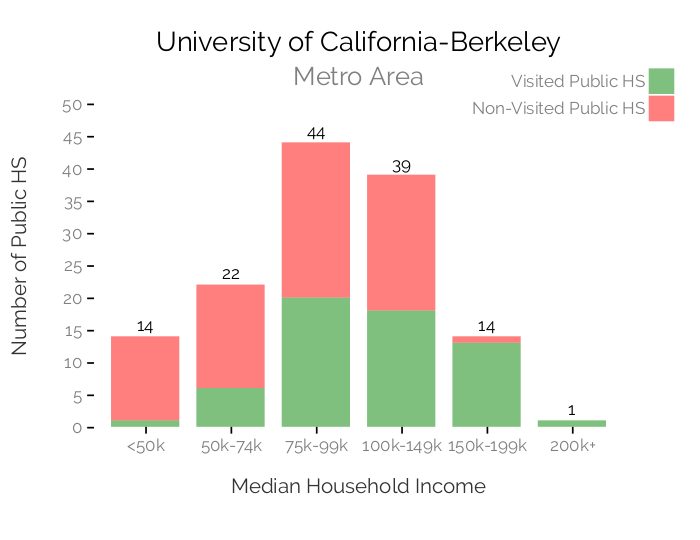 University of California-Berkeley
Metro Area
Visited Public HS
Non-Visited Public HS
Number of Public HS
50
45
40
35
30
25
20
15
10
5
0
14
22
44
39
14
1
<50k
50k-74k
75k-99k
100k-149k
150k-199k
200k+
Median Household Income